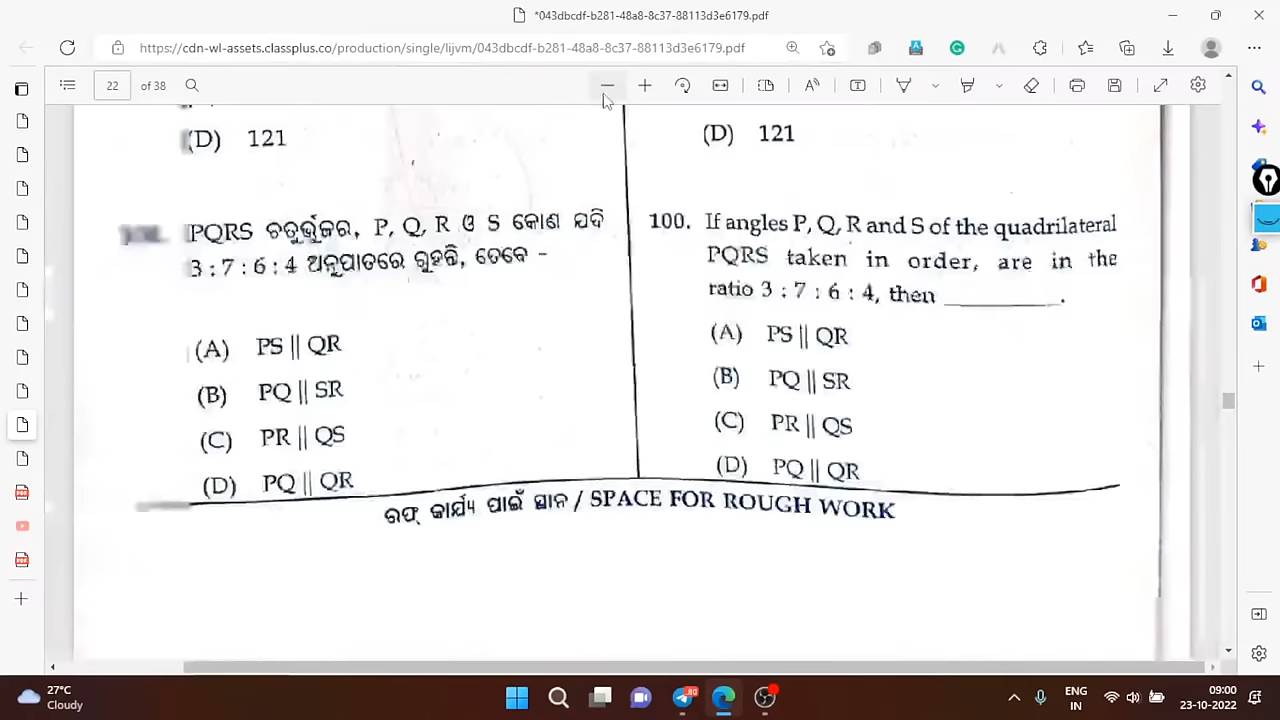 *043dbcdf-b281-48a8-8c37-88113d3e6179.pdf
https://cdn-wl-assets.classplus.co/production/single/lijvm/043dbcdf-b281-48a8-8c37-88113d3e6179.pdf
22 of 38
(D) 121
PQRS ଚତୁର୍ଭୁଜର, P, Q, R ଓ S କୋଣ ଯଦି
3 : 7 : 6 : 4 ଅନୁପାତରେ ରୁହନ୍ତି, ତେବେ -
(A) PS || QR
(B) PQ || SR
(C) PR || QS
(D) PQ || QR
(D) 121
100. If angles P, Q, R and S of the quadrilateral
PQRS taken in order, are in the
ratio 3 : 7 : 6 : 4, then __________.
(A) PS || QR
(B) PQ || SR
(C) PR || QS
(D) PQ || QR
ରଫ୍ କାର୍ଯ୍ୟ ପାଇଁ ସ୍ଥାନ / SPACE FOR ROUGH WORK
27°C
Cloudy
80
ENG
IN
09:00
23-10-2022